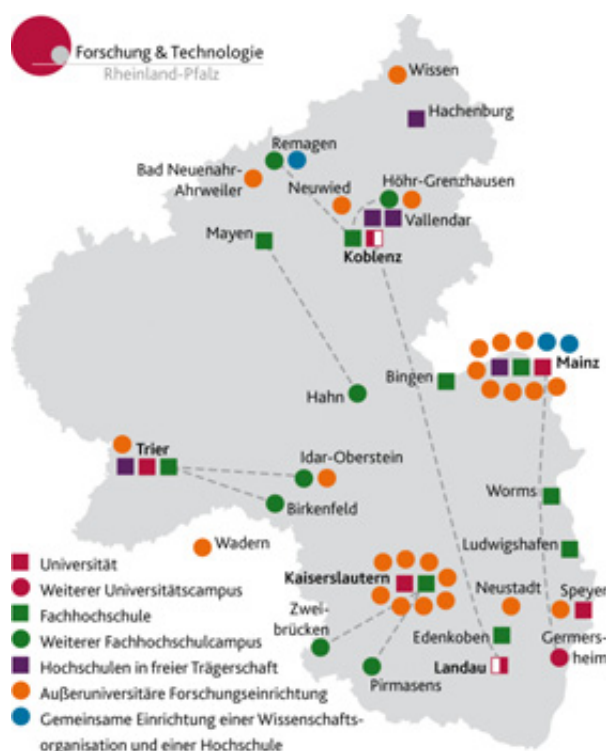 Forschung & Technologie
Rheinland-Pfalz
Wissen
Hachenburg
Remagen
Bad Neuenahr-
Ahrweiler
Neuwied
Höhr-Grenzhausen
Vallendar
Mayen
Koblenz
Mainz
Bingen
Hahn
Trier
Idar-Oberstein
Birkenfeld
Worms
Wadern
Ludwigshafen
Kaiserslautern
Neustadt
Speyer
Zwei-
brücken
Edenkoben
Germers-
heim
Landau
Pirmasens
Universität
Weiterer Universitätscampus
Fachhochschule
Weiterer Fachhochschulcampus
Hochschulen in freier Trägerschaft
Außeruniversitäre Forschungseinrichtung
Gemeinsame Einrichtung einer Wissenschafts-
organisation und einer Hochschule